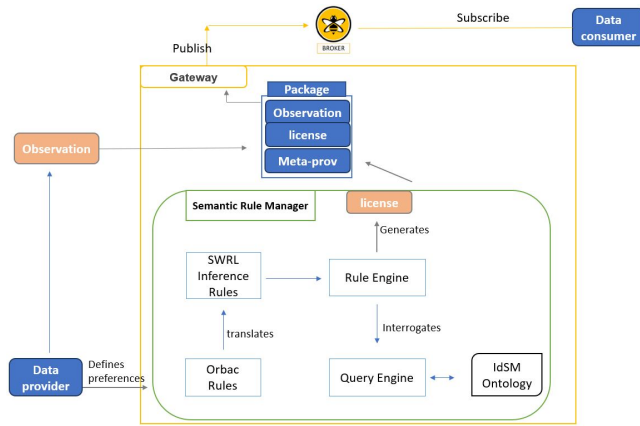 Subscribe
Data
consumer
BROKER
Publish
Gateway
Package
Observation
license
Meta-prov
Observation
Semantic Rule Manager
license
Generates
SWRL
Inference
Rules
Rule Engine
translates
Interrogates
Data
provider
Defines
preferences
Orbac
Rules
Query Engine
IdSM
Ontology